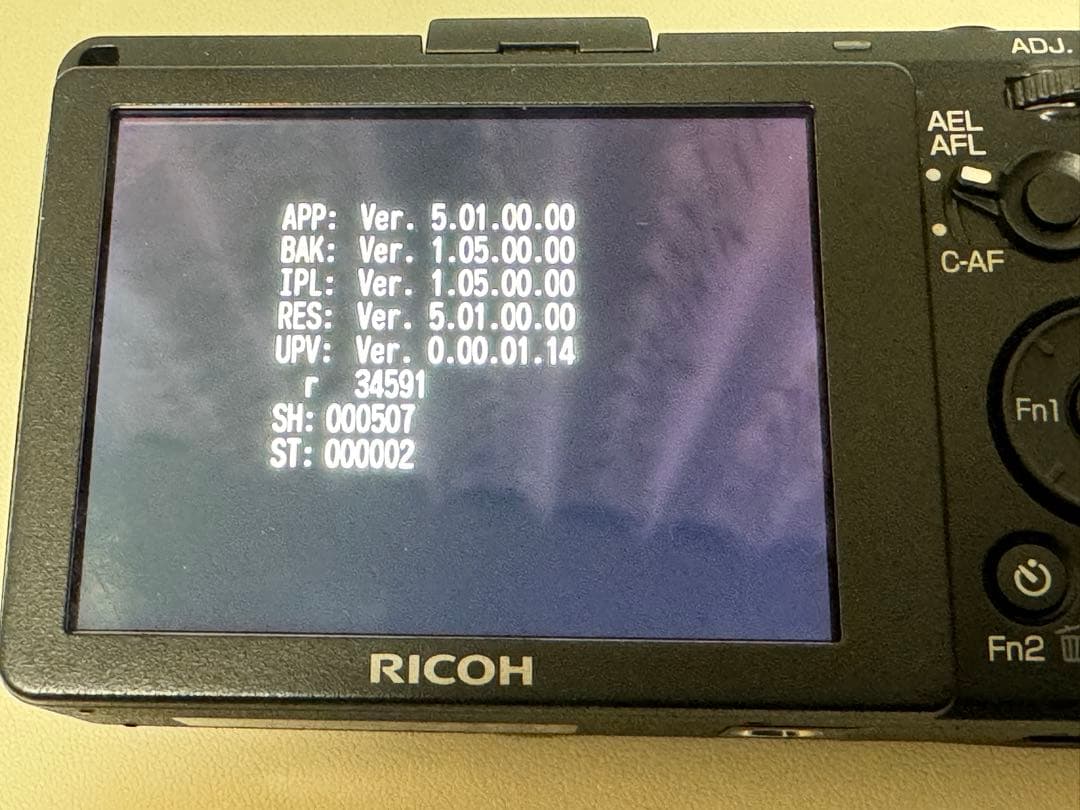 ADJ.
AEL
AFL
C-AF
APP: Ver. 5.01.00.00
BAK: Ver. 1.05.00.00
IPL: Ver. 1.05.00.00
RES: Ver. 5.01.00.00
UPV: Ver. 0.00.01.14
r 34591
SH: 000507
ST: 000002
Fn1
Fn2
RICOH